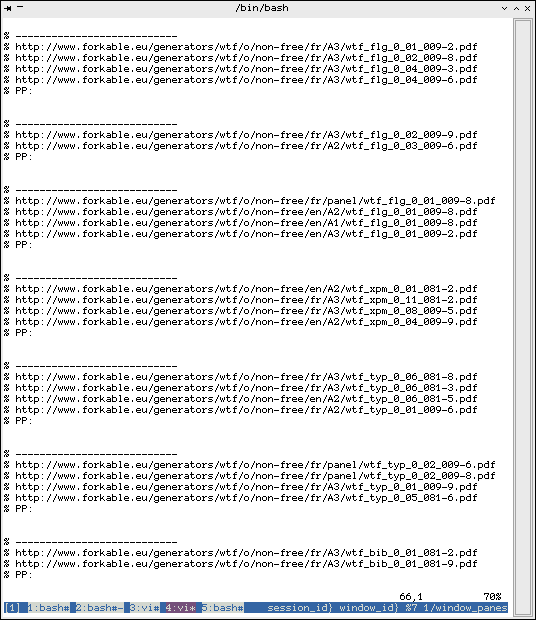 /bin/bash
% ---------------------------
% http://www.forkable.eu/generators/wtf/o/non-free/fr/A3/wtf_flg_0_01_009-2.pdf
% http://www.forkable.eu/generators/wtf/o/non-free/fr/A3/wtf_flg_0_02_009-8.pdf
% http://www.forkable.eu/generators/wtf/o/non-free/fr/A3/wtf_flg_0_04_009-3.pdf
% http://www.forkable.eu/generators/wtf/o/non-free/fr/A3/wtf_flg_0_04_009-6.pdf
% PP:
% ---------------------------
% http://www.forkable.eu/generators/wtf/o/non-free/fr/A3/wtf_flg_0_02_009-9.pdf
% http://www.forkable.eu/generators/wtf/o/non-free/fr/A2/wtf_flg_0_03_009-6.pdf
% PP:
% ---------------------------
% http://www.forkable.eu/generators/wtf/o/non-free/fr/panel/wtf_flg_0_01_009-8.pdf
% http://www.forkable.eu/generators/wtf/o/non-free/en/A2/wtf_flg_0_01_009-8.pdf
% http://www.forkable.eu/generators/wtf/o/non-free/en/A1/wtf_flg_0_01_009-8.pdf
% http://www.forkable.eu/generators/wtf/o/non-free/en/A3/wtf_flg_0_01_009-2.pdf
% PP:
% ---------------------------
% http://www.forkable.eu/generators/wtf/o/non-free/en/A2/wtf_xpm_0_01_081-2.pdf
% http://www.forkable.eu/generators/wtf/o/non-free/fr/A3/wtf_xpm_0_11_081-2.pdf
% http://www.forkable.eu/generators/wtf/o/non-free/en/A3/wtf_xpm_0_08_009-5.pdf
% http://www.forkable.eu/generators/wtf/o/non-free/en/A2/wtf_xpm_0_04_009-9.pdf
% PP:
% ---------------------------
% http://www.forkable.eu/generators/wtf/o/non-free/fr/A3/wtf_typ_0_06_081-8.pdf
% http://www.forkable.eu/generators/wtf/o/non-free/fr/A3/wtf_typ_0_06_081-3.pdf
% http://www.forkable.eu/generators/wtf/o/non-free/en/A2/wtf_typ_0_06_081-5.pdf
% http://www.forkable.eu/generators/wtf/o/non-free/fr/A2/wtf_typ_0_01_009-6.pdf
% PP:
% ---------------------------
% http://www.forkable.eu/generators/wtf/o/non-free/fr/panel/wtf_typ_0_02_009-6.pdf
% http://www.forkable.eu/generators/wtf/o/non-free/fr/panel/wtf_typ_0_02_009-8.pdf
% http://www.forkable.eu/generators/wtf/o/non-free/fr/A3/wtf_typ_0_01_009-9.pdf
% http://www.forkable.eu/generators/wtf/o/non-free/fr/A3/wtf_typ_0_05_081-6.pdf
% PP:
% ---------------------------
% http://www.forkable.eu/generators/wtf/o/non-free/fr/A3/wtf_bib_0_01_081-2.pdf
% http://www.forkable.eu/generators/wtf/o/non-free/fr/A3/wtf_bib_0_01_081-9.pdf
% PP:
66,1 70%
[1] 1:bash# 2:bash#- 3:vi# 4:vi* 5:bash# session_id} window_id} %7 1/window_panes